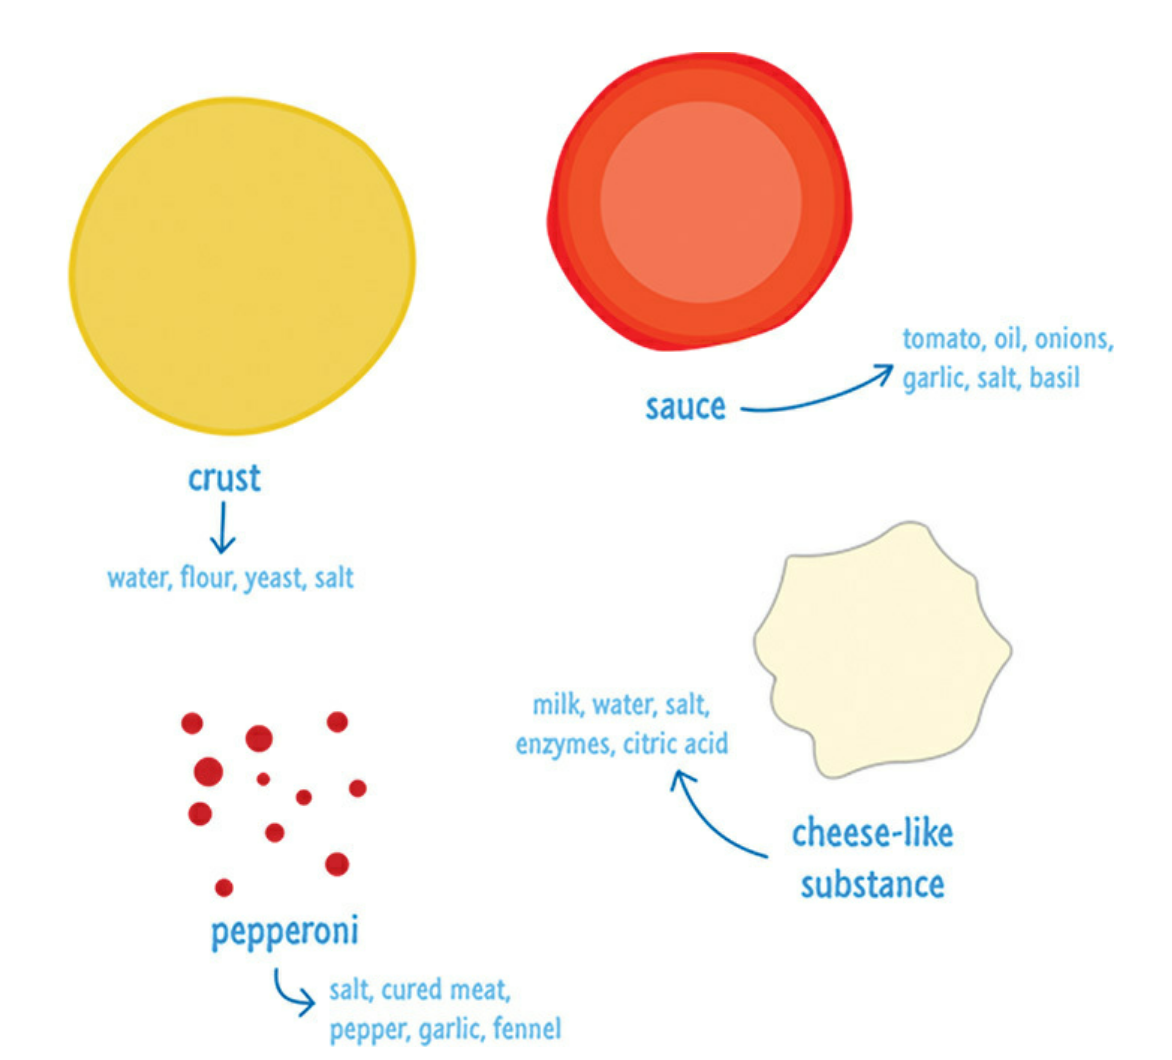 crust
water, flour, yeast, salt
sauce
tomato, oil, onions,
garlic, salt, basil
milk, water, salt,
enzymes, citric acid
cheese-like
substance
pepperoni
salt, cured meat,
pepper, garlic, fennel